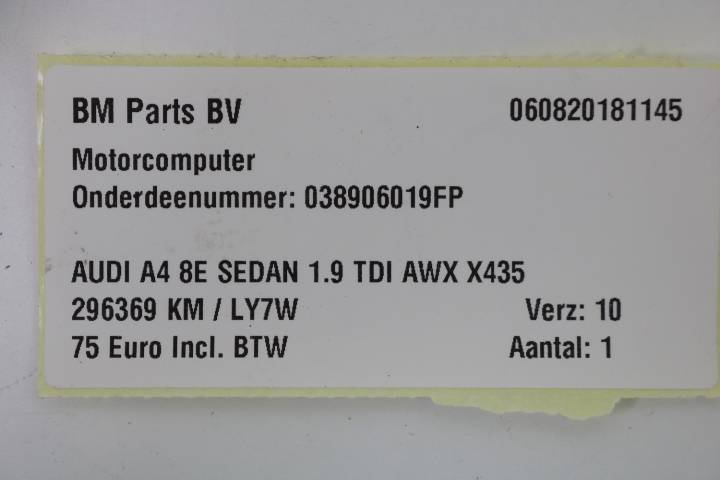 BM Parts BV 060820181145
Motorcomputer
Onderdeenummer: 038906019FP
AUDI A4 8E SEDAN 1.9 TDI AWX X435
296369 KM / LY7W Verz: 10
75 Euro Incl. BTW Aantal: 1